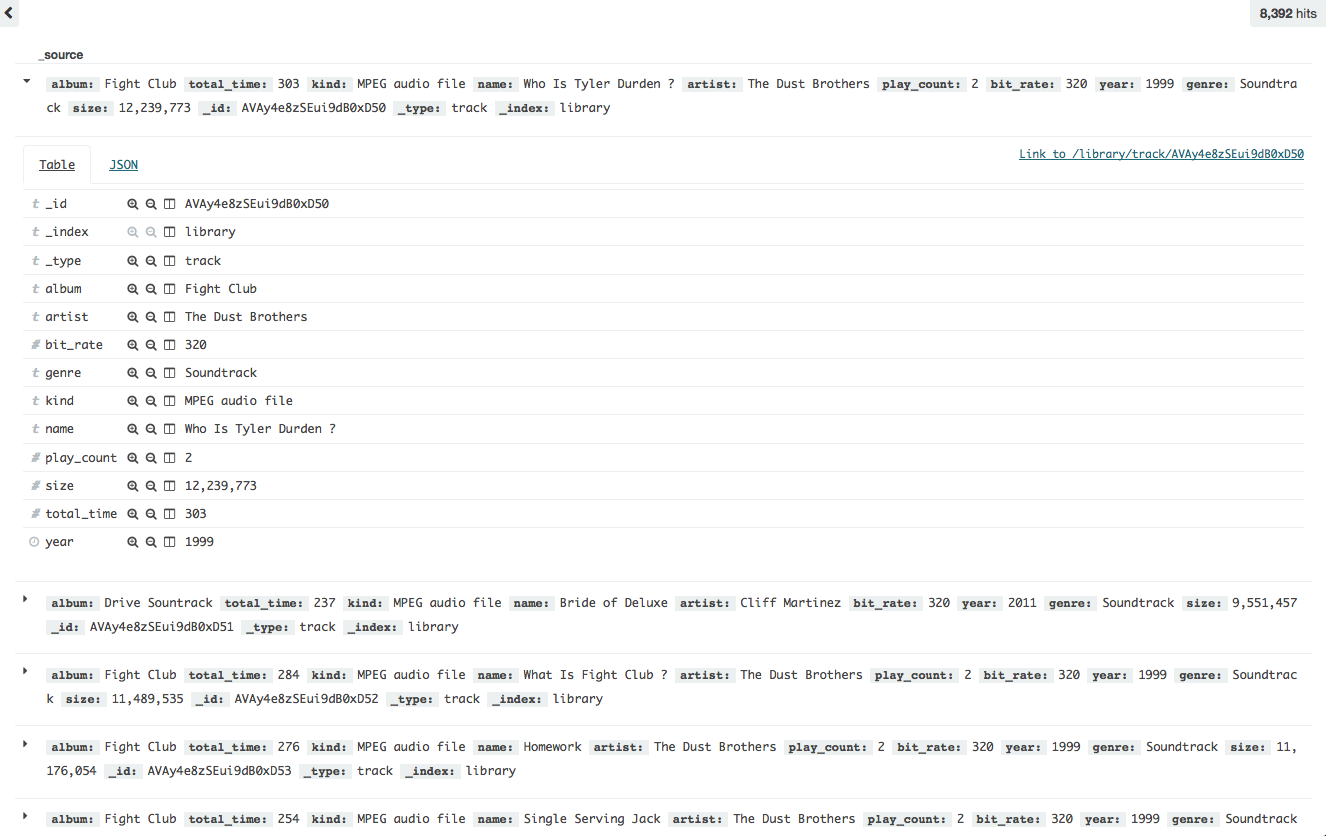 8,392 hits
_source
album: Fight Club total_time: 303 kind: MPEG audio file name: Who Is Tyler Durden ? artist: The Dust Brothers play_count: 2 bit_rate: 320 year: 1999 genre: Soundtra
ck size: 12,239,773 _id: AVAy4e8zSEui9dB0xD50 _type: track _index: library
Table JSON Link to /library/track/AVAy4e8zSEui9dB0xD50
t _id AVAy4e8zSEui9dB0xD50
t _index library
t _type track
t album Fight Club
t artist The Dust Brothers
# bit_rate 320
t genre Soundtrack
t kind MPEG audio file
t name Who Is Tyler Durden ?
# play_count 2
# size 12,239,773
# total_time 303
year 1999
album: Drive Sountrack total_time: 237 kind: MPEG audio file name: Bride of Deluxe artist: Cliff Martinez bit_rate: 320 year: 2011 genre: Soundtrack size: 9,551,457
_id: AVAy4e8zSEui9dB0xD51 _type: track _index: library
album: Fight Club total_time: 284 kind: MPEG audio file name: What Is Fight Club ? artist: The Dust Brothers play_count: 2 bit_rate: 320 year: 1999 genre: Soundtrac
k size: 11,489,535 _id: AVAy4e8zSEui9dB0xD52 _type: track _index: library
album: Fight Club total_time: 276 kind: MPEG audio file name: Homework artist: The Dust Brothers play_count: 2 bit_rate: 320 year: 1999 genre: Soundtrack size: 11,
176,054 _id: AVAy4e8zSEui9dB0xD53 _type: track _index: library
album: Fight Club total_time: 254 kind: MPEG audio file name: Single Serving Jack artist: The Dust Brothers play_count: 2 bit_rate: 320 year: 1999 genre: Soundtrack